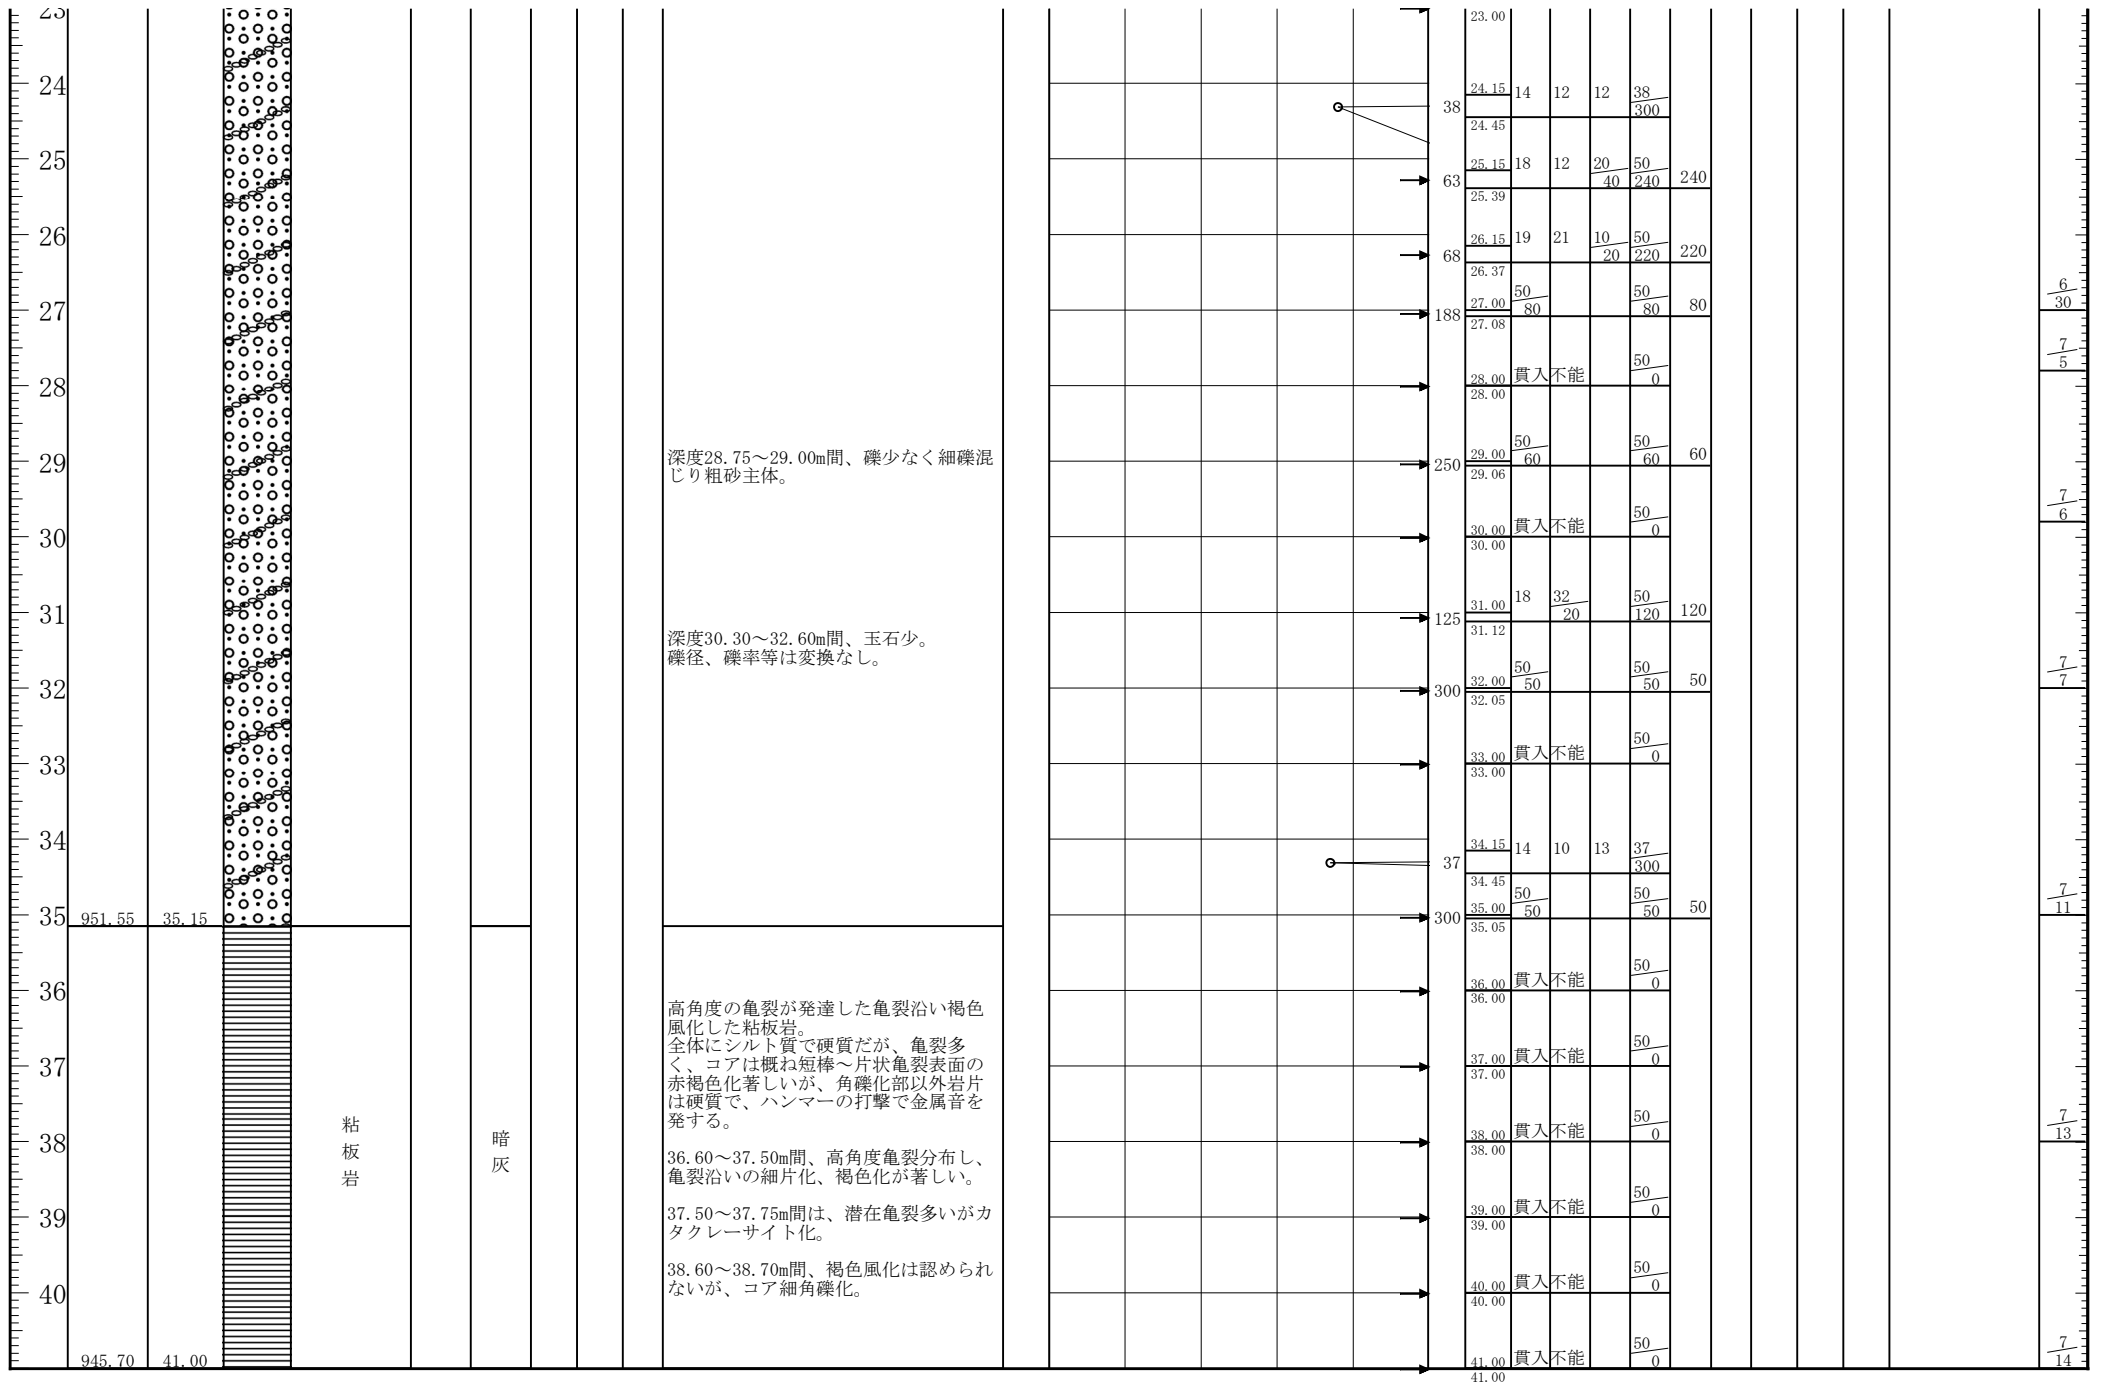 23
23.00
24
24.15 14 12 12 38
38
300
24.45
25
25.15 18 12 20 50
63
40 240 240
25.39
26
26.15 19 21 10 50
68
20 220 220
26.37
27
50 50
27.00 80 80 80
188
27.08
6
30
28
50
28.00 貫入不能 0
28.00
7
5
深度28.75～29.00m間、礫少なく細礫混
じり粗砂主体。
29
50 50
29.00 60 60 60
250
29.06
30
50
30.00 貫入不能 0
30.00
7
6
31
18 32 50
31.00 20 120 120
125
31.12
深度30.30～32.60m間、玉石少。
礫径、礫率等は変換なし。
32
50 50
32.00 50 50 50
300
32.05
7
7
33
50
33.00 貫入不能 0
33.00
34
34.15 14 10 13 37
37
300
34.45
35
951.55 35.15
50 50
35.00 50 50 50
300
35.05
7
11
36
50
36.00 貫入不能 0
36.00
高角度の亀裂が発達した亀裂沿い褐色
風化した粘板岩。
全体にシルト質で硬質だが、亀裂多
く、コアは概ね短棒～片状亀裂表面の
赤褐色化著しいが、角礫化部以外岩片
は硬質で、ハンマーの打撃で金属音を
発する。
37
50
37.00 貫入不能 0
37.00
粘板岩
暗灰
38
50
38.00 貫入不能 0
38.00
7
13
36.60～37.50m間、高角度亀裂分布し、
亀裂沿いの細片化、褐色化が著しい。
37.50～37.75m間は、潜在亀裂多いがカ
タクレーサイト化。
39
50
39.00 貫入不能 0
39.00
38.60～38.70m間、褐色風化は認められ
ないが、コア細角礫化。
40
50
40.00 貫入不能 0
40.00
945.70 41.00
50
41.00 貫入不能 0
41.00
7
14